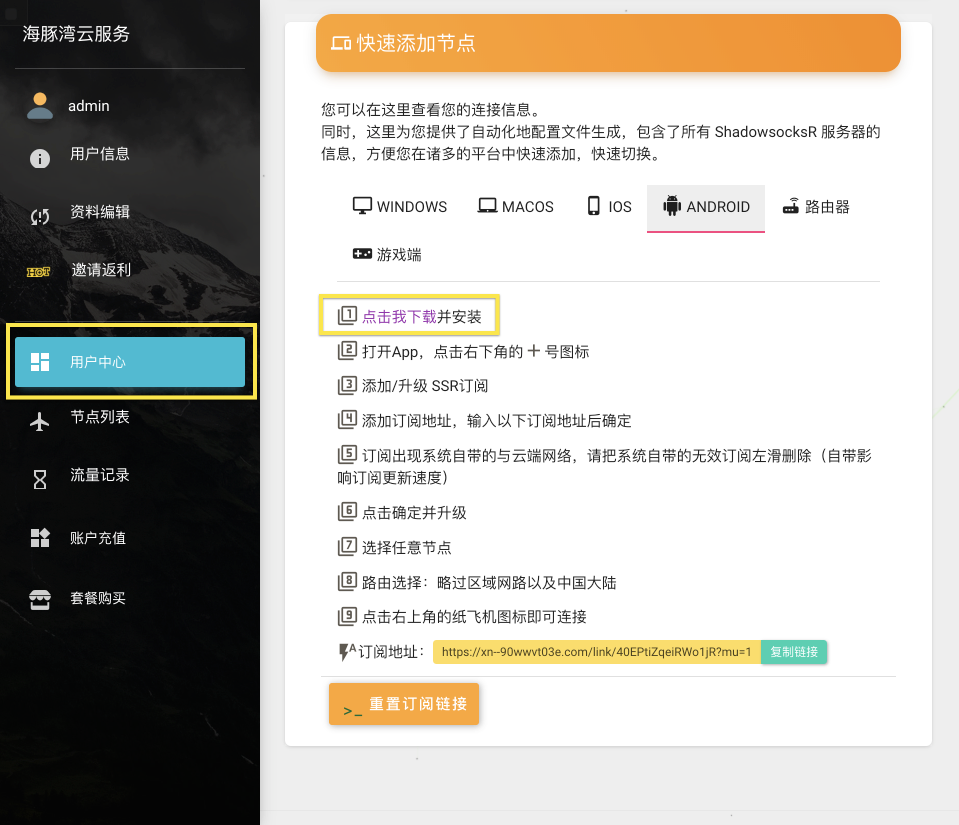 海豚湾云服务
admin
用户信息
资料编辑
HOT 邀请返利
用户中心
节点列表
流量记录
账户充值
套餐购买
快速添加节点
您可以在这里查看您的连接信息。
同时，这里为您提供了自动化地配置文件生成，包含了所有 ShadowsocksR 服务器的
信息，方便您在诸多的平台中快速添加，快速切换。
WINDOWS MACOS IOS ANDROID 路由器
游戏端
1 点击我下载并安装
2 打开App，点击右下角的 + 号图标
3 添加/升级 SSR订阅
4 添加订阅地址，输入以下订阅地址后确定
5 订阅出现系统自带的与云端网络，请把系统自带的无效订阅左滑删除（自带影
响订阅更新速度）
6 点击确定并升级
7 选择任意节点
8 路由选择：略过区域网路以及中国大陆
9 点击右上角的纸飞机图标即可连接
A 订阅地址： https://xn--90wwvt03e.com/link/40EPtiZqeiRWo1jR?mu=1 复制链接
>_ 重置订阅链接